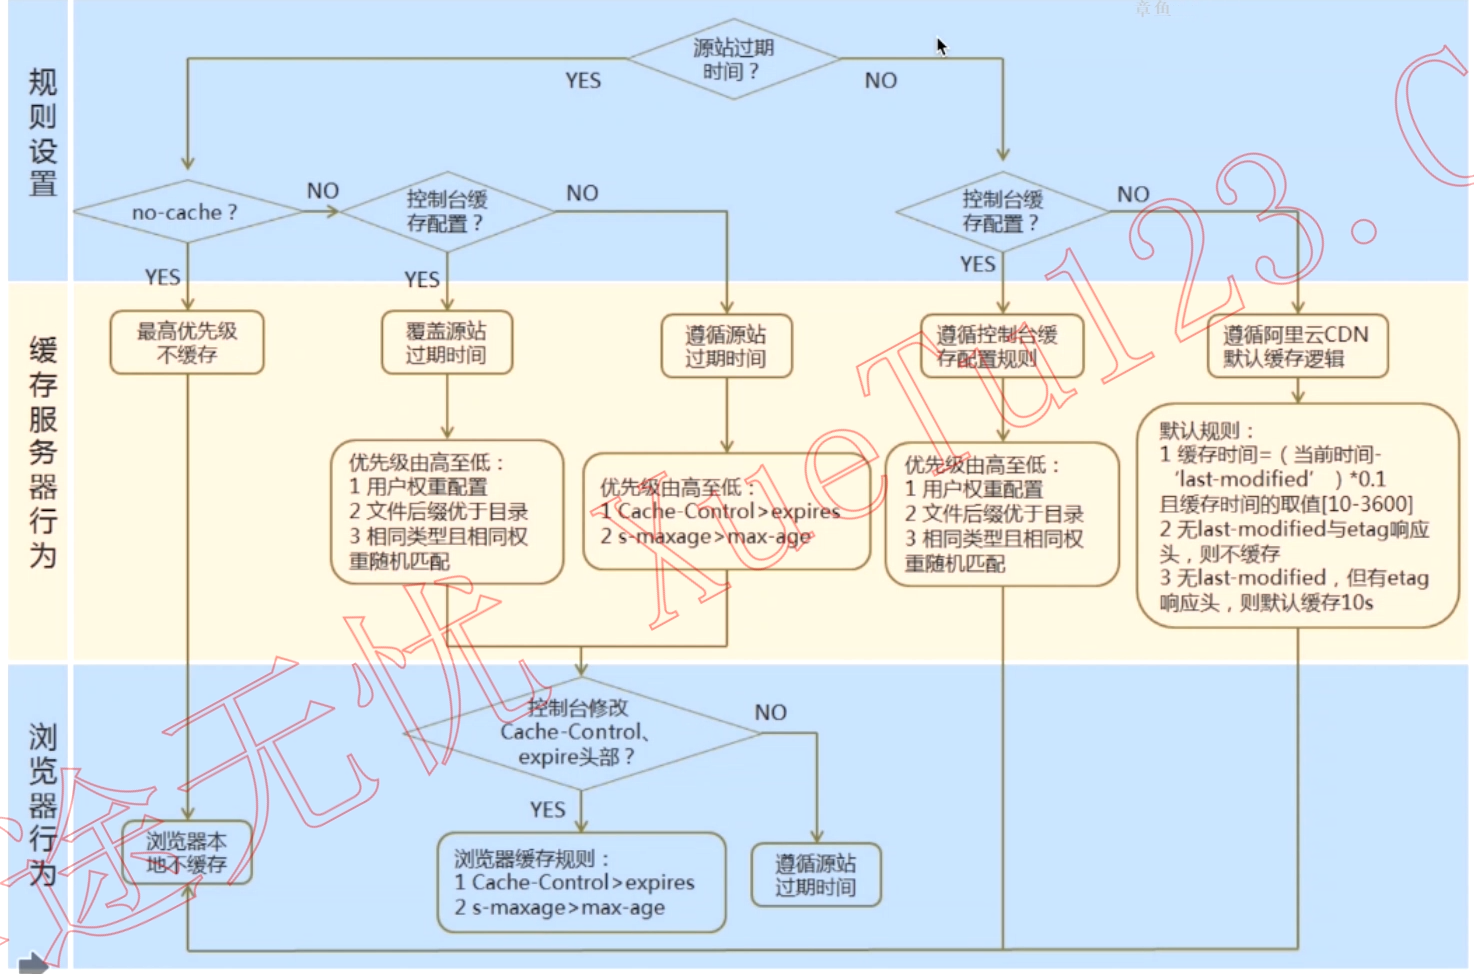 章鱼
规则设置
源站过期
时间？
YES
NO
no-cache？
NO
控制台缓
存配置？
NO
控制台缓
存配置？
NO
YES
YES
YES
缓存服务器行为
最高优先级
不缓存
覆盖源站
过期时间
遵循源站
过期时间
遵循控制台缓
存配置规则
遵循阿里云CDN
默认缓存逻辑
优先级由高至低：
1 用户权重配置
2 文件后缀优于目录
3 相同类型且相同权
重随机匹配
优先级由高至低：
1 Cache-Control>expires
2 s-maxage>max-age
优先级由高至低：
1 用户权重配置
2 文件后缀优于目录
3 相同类型且相同权
重随机匹配
默认规则：
1 缓存时间=（当前时间-
‘last-modified’）*0.1
且缓存时间的取值[10-3600]
2 无last-modified与etag响应
头，则不缓存
3 无last-modified，但有etag
响应头，则默认缓存10s
浏览器行为
控制台修改
Cache-Control、
expire头部？
NO
YES
浏览器本
地不缓存
浏览器缓存规则：
1 Cache-Control>expires
2 s-maxage>max-age
遵循源站
过期时间
途无忧 XueTu123.C